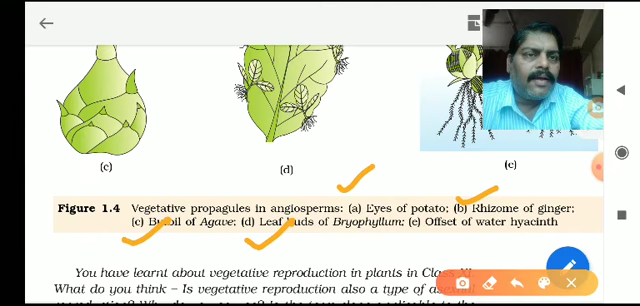 (c)
(d)
(c)
Figure 1.4 Vegetative propagules in angiosperms: (a) Eyes of potato; (b) Rhizome of ginger;
(c) Bulbil of Agave; (d) Leaf buds of Bryophyllum; (e) Offset of water hyacinth
You have learnt about vegetative reproduction in plants in Class XI.
What do you think – Is vegetative reproduction also a type of asexual